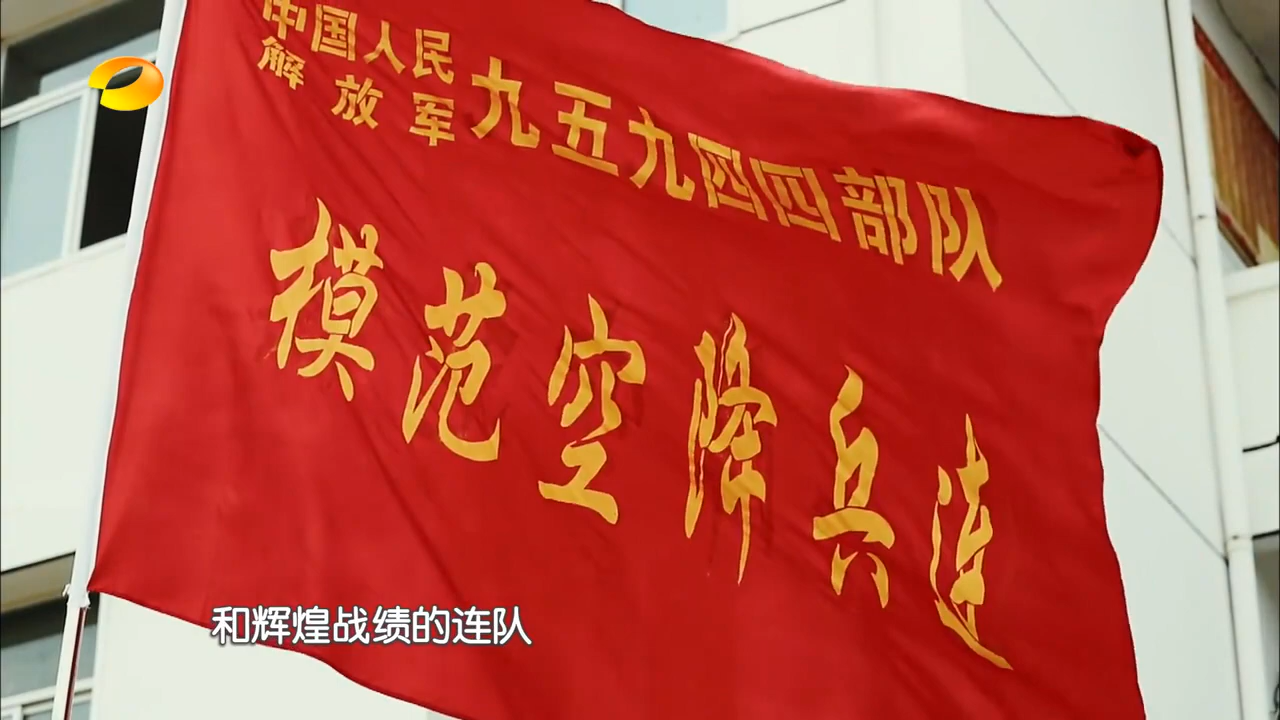 中国人民
解放军
九五九四四部队
模范空降兵连
和辉煌战绩的连队